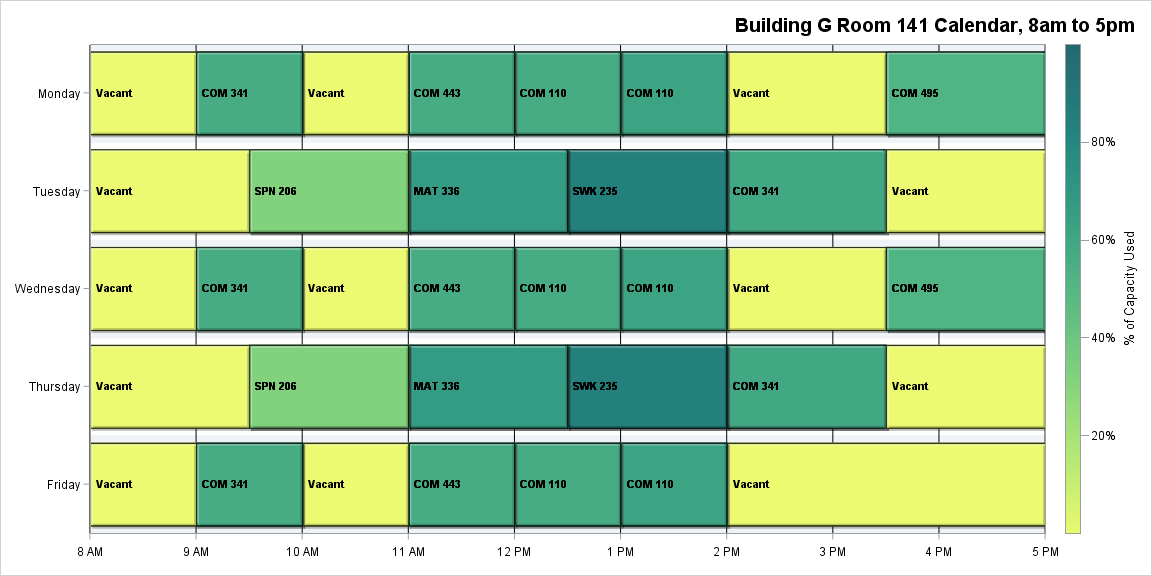 Building G Room 141 Calendar, 8am to 5pm
Monday
Vacant
COM 341
Vacant
COM 443
COM 110
COM 110
Vacant
COM 495
Tuesday
Vacant
SPN 206
MAT 336
SWK 235
COM 341
Vacant
Wednesday
Vacant
COM 341
Vacant
COM 443
COM 110
COM 110
Vacant
COM 495
Thursday
Vacant
SPN 206
MAT 336
SWK 235
COM 341
Vacant
Friday
Vacant
COM 341
Vacant
COM 443
COM 110
COM 110
Vacant
8 AM
9 AM
10 AM
11 AM
12 PM
1 PM
2 PM
3 PM
4 PM
5 PM
80%
60%
40%
20%
% of Capacity Used